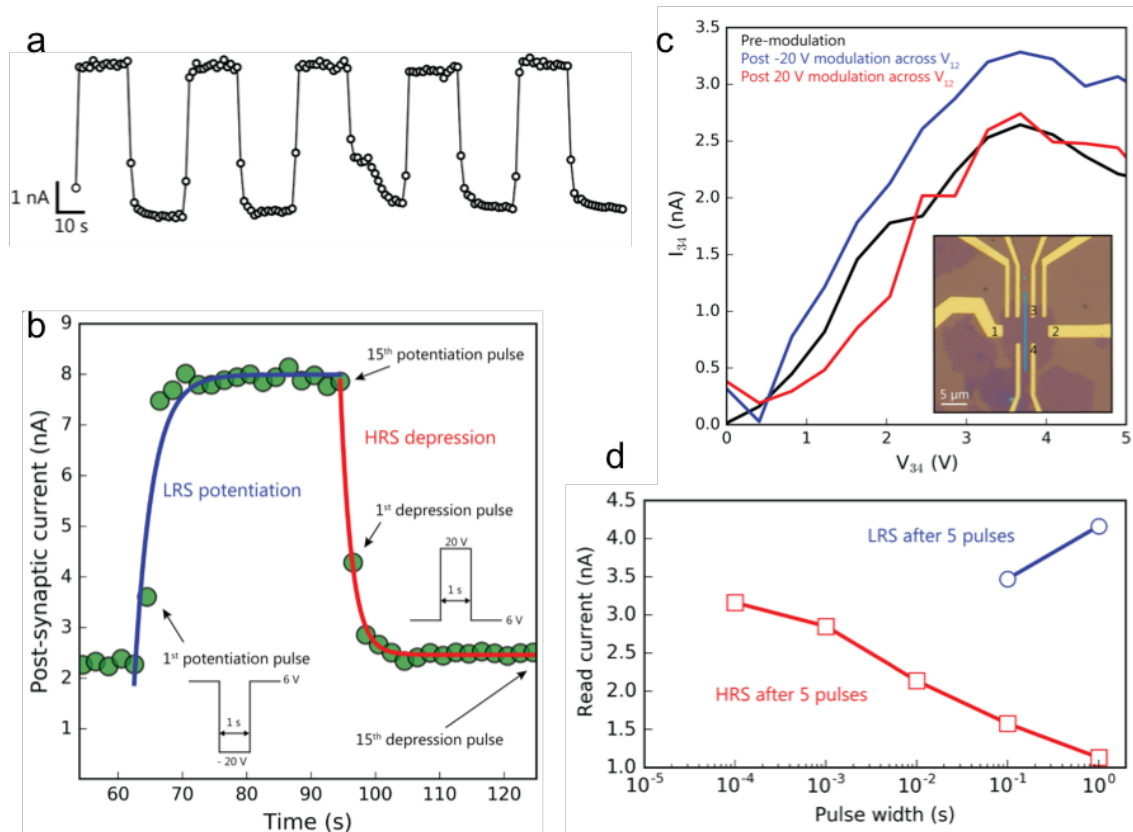 a
1 nA
10 s
b
9
8
7
6
5
4
3
2
1
Post-synaptic current (nA)
15th potentiation pulse
HRS depression
LRS potentiation
1st depression pulse
20 V
1 s
6 V
1st potentiation pulse
6 V
1 s
- 20 V
15th depression pulse
60 70 80 90 100 110 120
Time (s)
c
3.5
3.0
2.5
2.0
1.5
1.0
0.5
0.0
I34 (nA)
Pre-modulation
Post -20 V modulation across V12
Post 20 V modulation across V12
3
1
2
4
5 μm
0 1 2 3 4 5
V34 (V)
d
4.5
4.0
3.5
3.0
2.5
2.0
1.5
1.0
Read current (nA)
LRS after 5 pulses
HRS after 5 pulses
10-5 10-4 10-3 10-2 10-1 100
Pulse width (s)